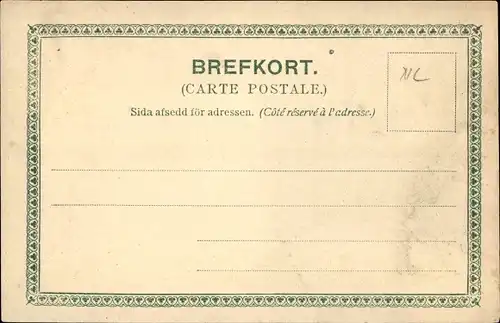 BREFKORT.
(CARTE POSTALE.)
Sida afsedd för adressen. (Côté réservé à l'adresse.)